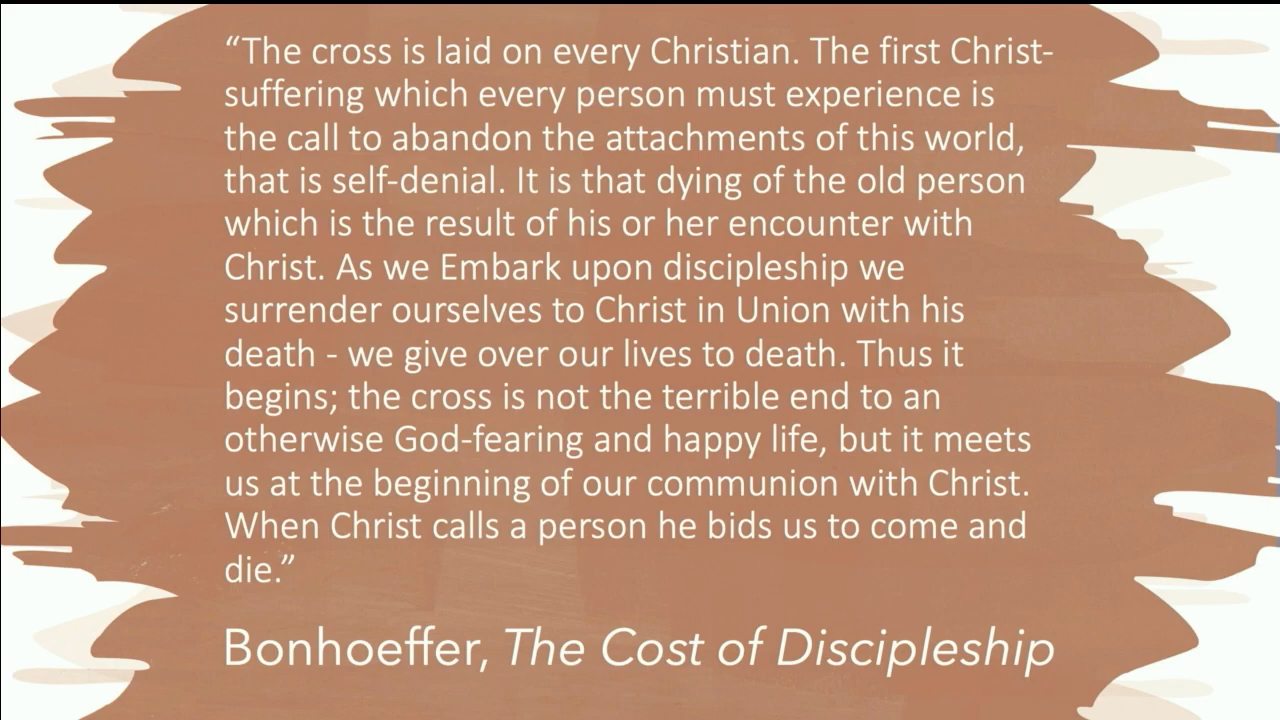 “The cross is laid on every Christian. The first Christ-
suffering which every person must experience is
the call to abandon the attachments of this world,
that is self-denial. It is that dying of the old person
which is the result of his or her encounter with
Christ. As we Embark upon discipleship we
surrender ourselves to Christ in Union with his
death - we give over our lives to death. Thus it
begins; the cross is not the terrible end to an
otherwise God-fearing and happy life, but it meets
us at the beginning of our communion with Christ.
When Christ calls a person he bids us to come and
die.”
Bonhoeffer, The Cost of Discipleship